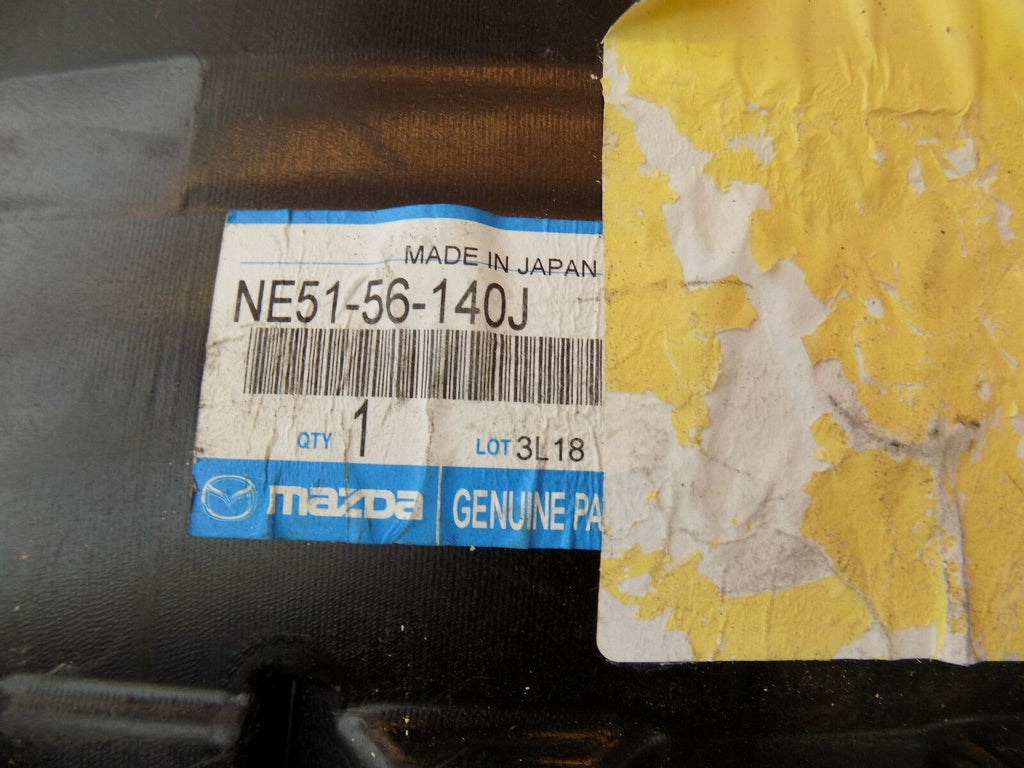 MADE IN JAPAN
NE51-56-140J
QTY 1 LOT 3L18
mazda GENUINE PA